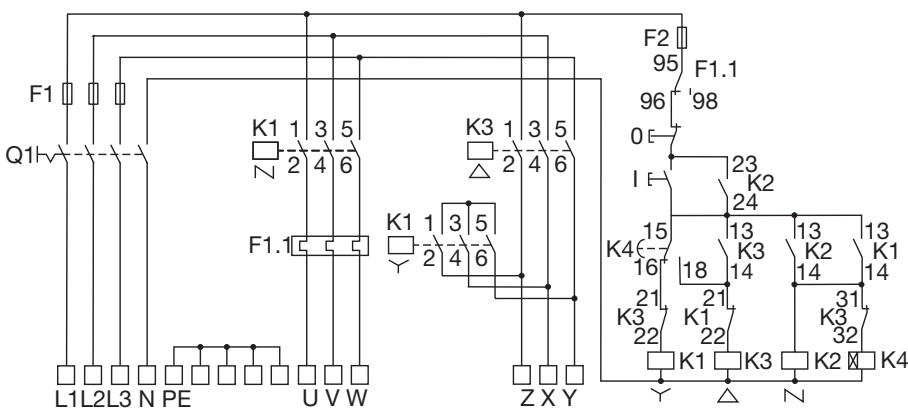 F2
95
F1.1
F1
96 98
K1 1 3 5
K3 1 3 5
0
Q1
2 4 6
2 4 6
23
I K2
24
K1 1 3 5
F1.1
2 4 6
15 13 13 13
K4 K3 K2 K1
16 18 14 14 14
21 21 31
K3 K1 K3
22 22 32
K1 K3 K2 K4
L1 L2 L3 N PE U V W Z X Y